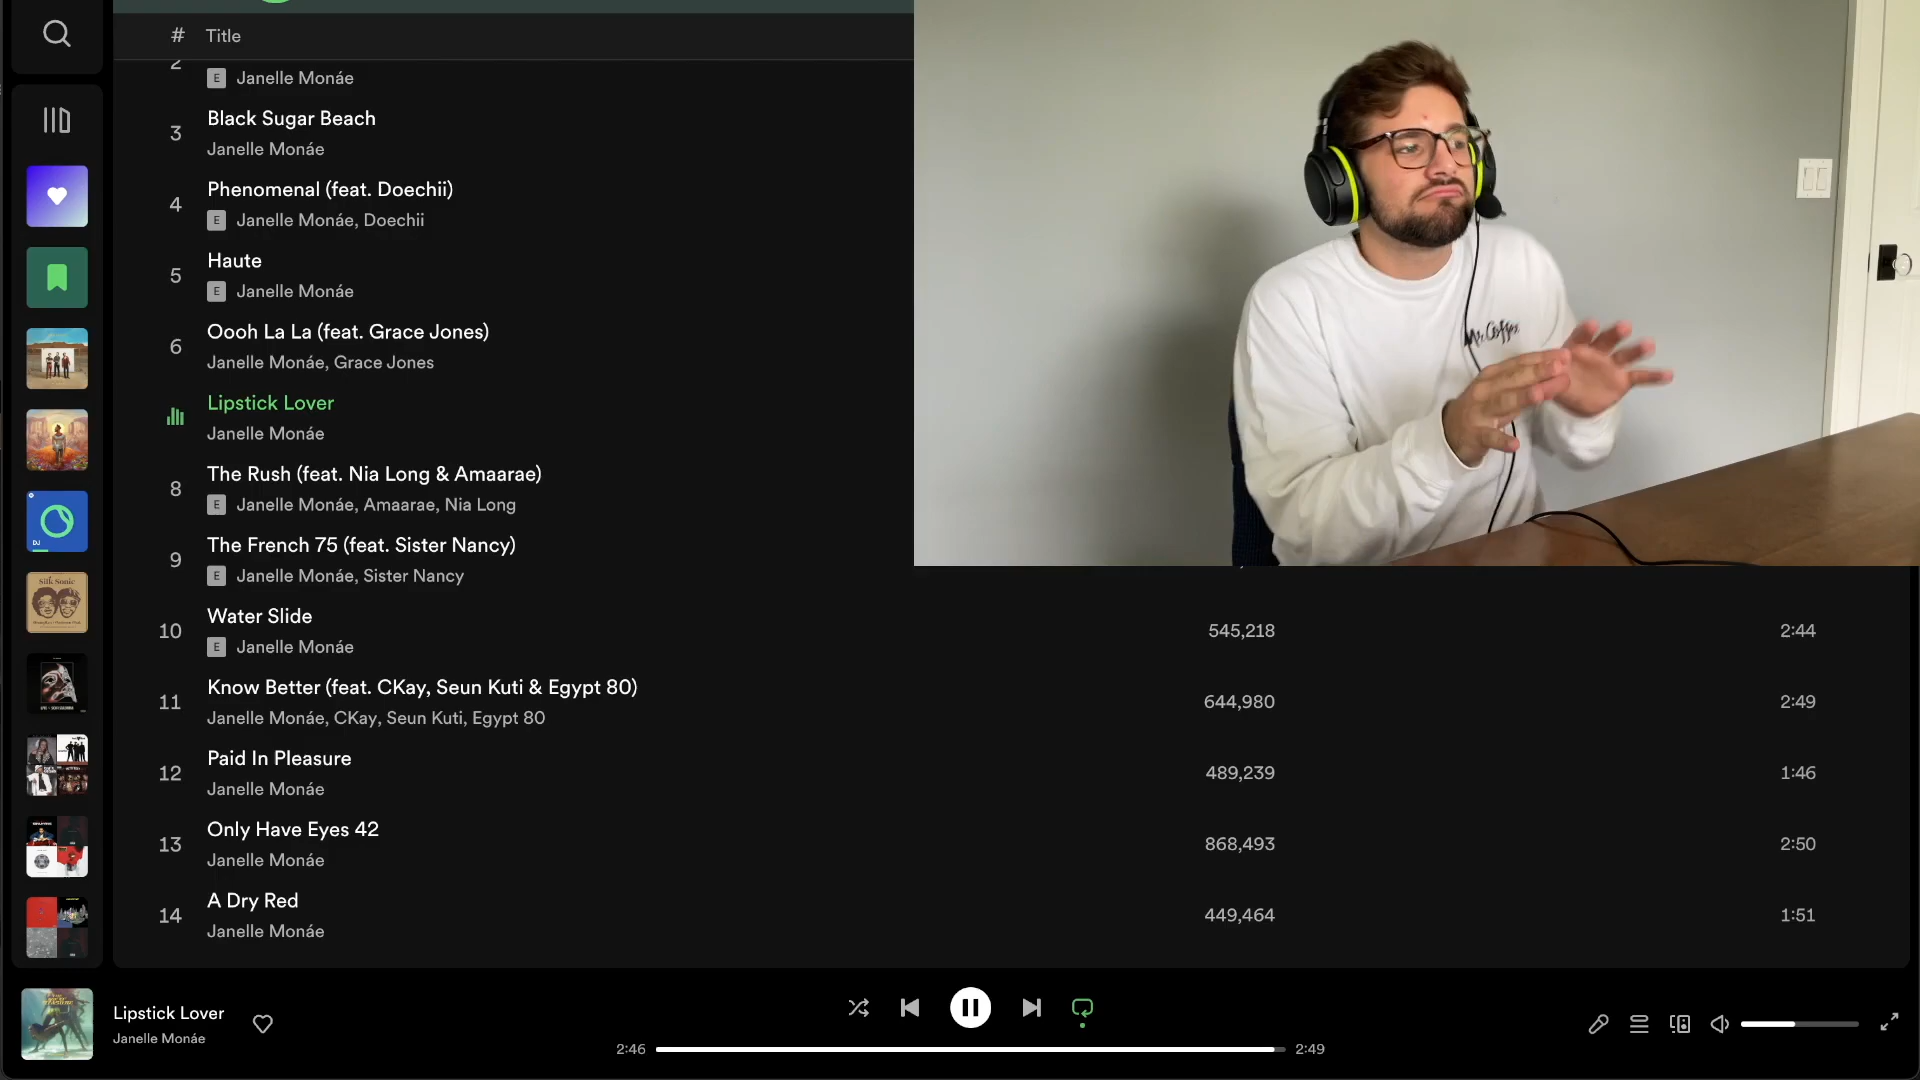 # Title
2
E Janelle Monáe
Black Sugar Beach
3
Janelle Monáe
Phenomenal (feat. Doechii)
4
E Janelle Monáe, Doechii
Haute
5
E Janelle Monáe
Oooh La La (feat. Grace Jones)
6
Janelle Monáe, Grace Jones
Lipstick Lover
Janelle Monáe
The Rush (feat. Nia Long & Amaarae)
8
E Janelle Monáe, Amaarae, Nia Long
The French 75 (feat. Sister Nancy)
9
E Janelle Monáe, Sister Nancy
Water Slide
10 545,218 2:44
E Janelle Monáe
Know Better (feat. CKay, Seun Kuti & Egypt 80)
11 644,980 2:49
Janelle Monáe, CKay, Seun Kuti, Egypt 80
Paid In Pleasure
12 489,239 1:46
Janelle Monáe
Only Have Eyes 42
13 868,493 2:50
Janelle Monáe
A Dry Red
14 449,464 1:51
Janelle Monáe
Mr. Coffee
DJ
Silk Sonic
Lipstick Lover
Janelle Monáe
2:46 2:49